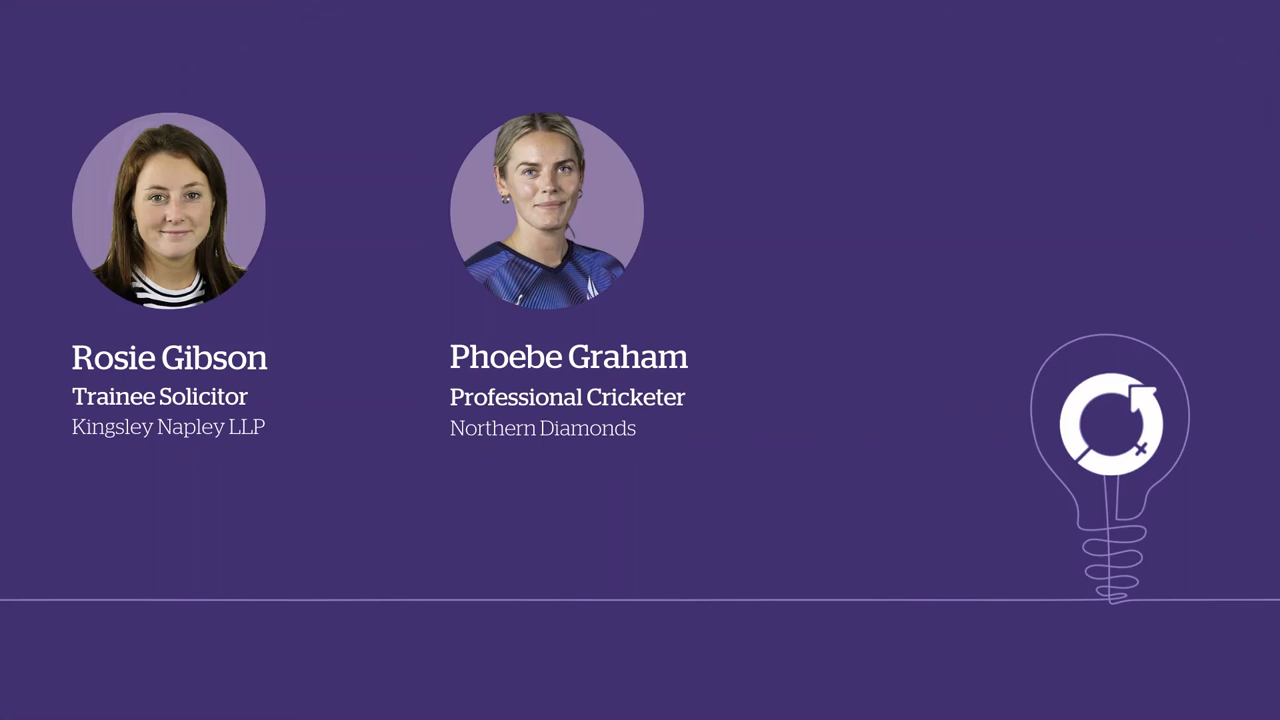 Rosie Gibson
Trainee Solicitor
Kingsley Napley LLP
Phoebe Graham
Professional Cricketer
Northern Diamonds